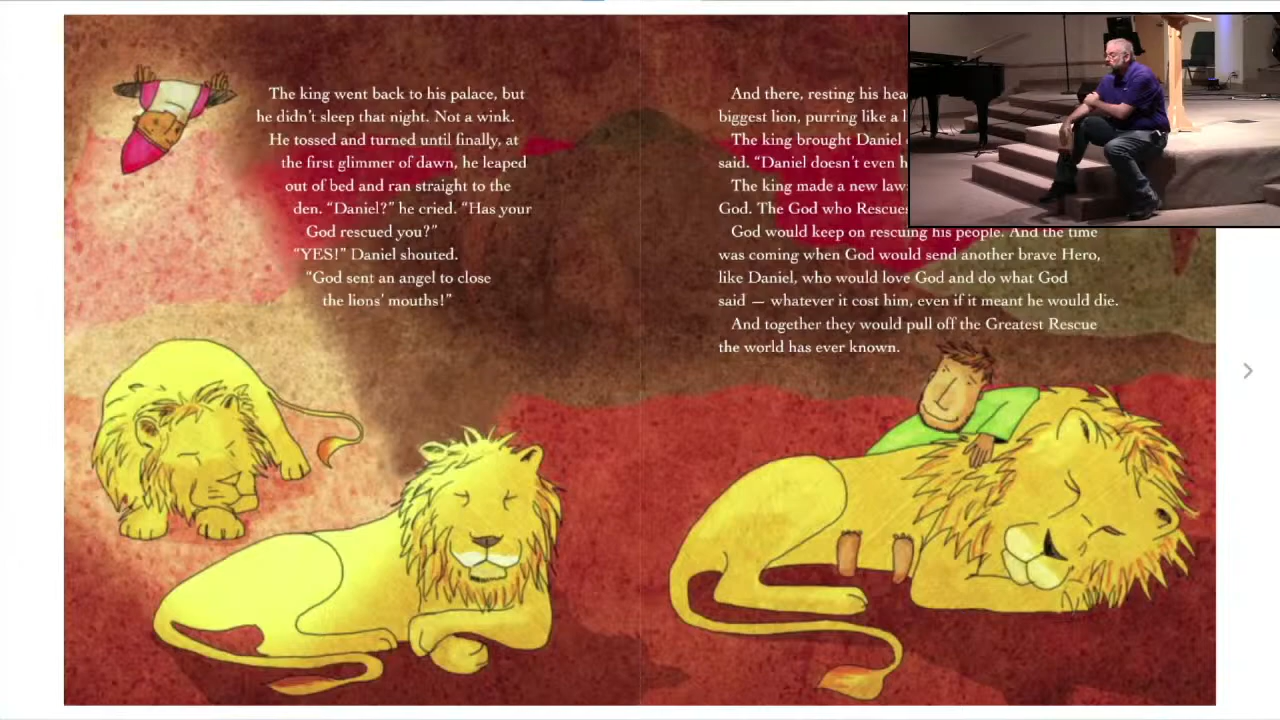 The king went back to his palace, but
he didn't sleep that night. Not a wink.
He tossed and turned until finally, at
the first glimmer of dawn, he leaped
out of bed and ran straight to the
den. “Daniel?” he cried. “Has your
God rescued you?”
“YES!” Daniel shouted.
“God sent an angel to close
the lions’ mouths!”
And there, resting his
biggest lion, purring like a
The king brought Daniel
said. “Daniel doesn’t even
The king made a new law
God. The God who Rescues
God would keep on rescuing his people. And the time
was coming when God would send another brave Hero,
like Daniel, who would love God and do what God
said — whatever it cost him, even if it meant he would die.
And together they would pull off the Greatest Rescue
the world has ever known.